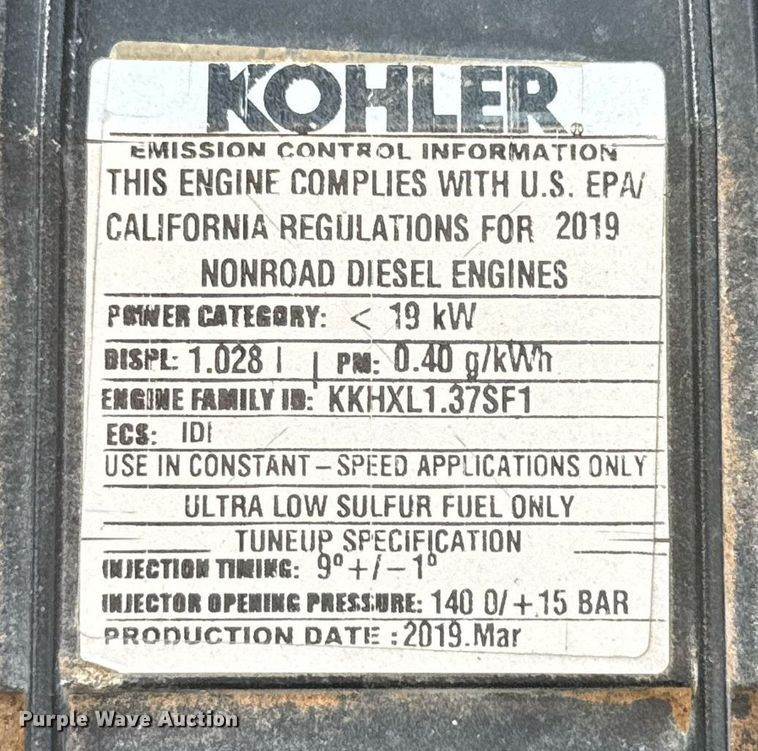 KOHLER®
EMISSION CONTROL INFORMATION
THIS ENGINE COMPLIES WITH U.S. EPA/
CALIFORNIA REGULATIONS FOR 2019
NONROAD DIESEL ENGINES
POWER CATEGORY: < 19 kW
DISPL: 1.028 l | PM: 0.40 g/kWh
ENGINE FAMILY ID: KKHXL1.37SF1
ECS: IDI
USE IN CONSTANT – SPEED APPLICATIONS ONLY
ULTRA LOW SULFUR FUEL ONLY
TUNEUP SPECIFICATION
INJECTION TIMING: 9°+/–1°
INJECTOR OPENING PRESSURE: 140 0/+15 BAR
PRODUCTION DATE : 2019.Mar
Purple Wave Auction